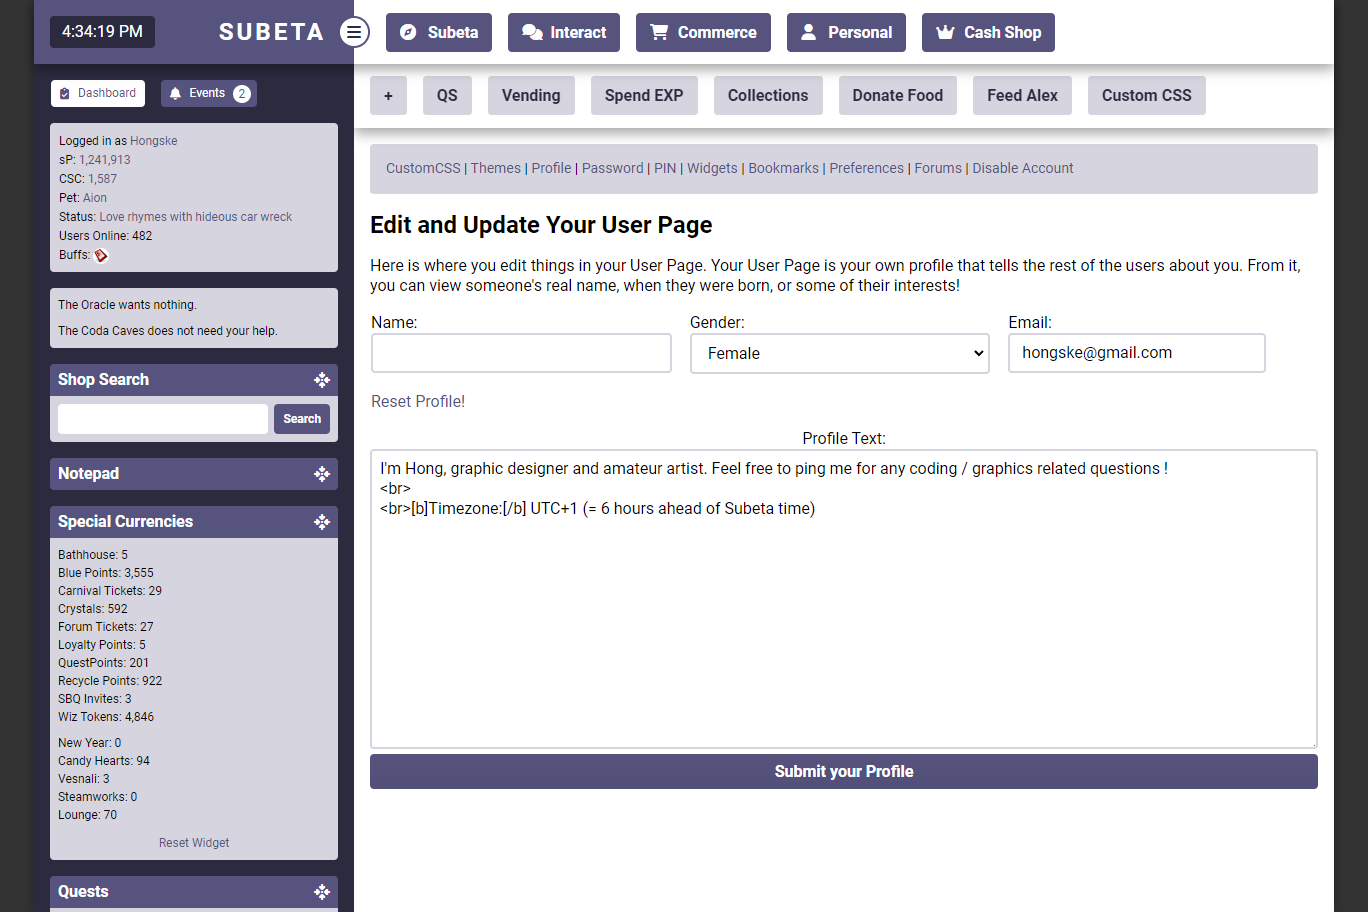 4:34:19 PM
SUBETA
Subeta
Interact
Commerce
Personal
Cash Shop
Dashboard
Events 2
+
QS
Vending
Spend EXP
Collections
Donate Food
Feed Alex
Custom CSS
Logged in as Hongske
sP: 1,241,913
CSC: 1,587
Pet: Aion
Status: Love rhymes with hideous car wreck
Users Online: 482
Buffs:
The Oracle wants nothing.
The Coda Caves does not need your help.
Shop Search
Search
Notepad
Special Currencies
Bathhouse: 5
Blue Points: 3,555
Carnival Tickets: 29
Crystals: 592
Forum Tickets: 27
Loyalty Points: 5
QuestPoints: 201
Recycle Points: 922
SBQ Invites: 3
Wiz Tokens: 4,846
New Year: 0
Candy Hearts: 94
Vesnali: 3
Steamworks: 0
Lounge: 70
Reset Widget
Quests
CustomCSS | Themes | Profile | Password | PIN | Widgets | Bookmarks | Preferences | Forums | Disable Account
Edit and Update Your User Page
Here is where you edit things in your User Page. Your User Page is your own profile that tells the rest of the users about you. From it,
you can view someone's real name, when they were born, or some of their interests!
Name:
Gender:
Email:
Female
hongske@gmail.com
Reset Profile!
Profile Text:
I'm Hong, graphic designer and amateur artist. Feel free to ping me for any coding / graphics related questions !
<br>
<br>[b]Timezone:[/b] UTC+1 (= 6 hours ahead of Subeta time)
Submit your Profile